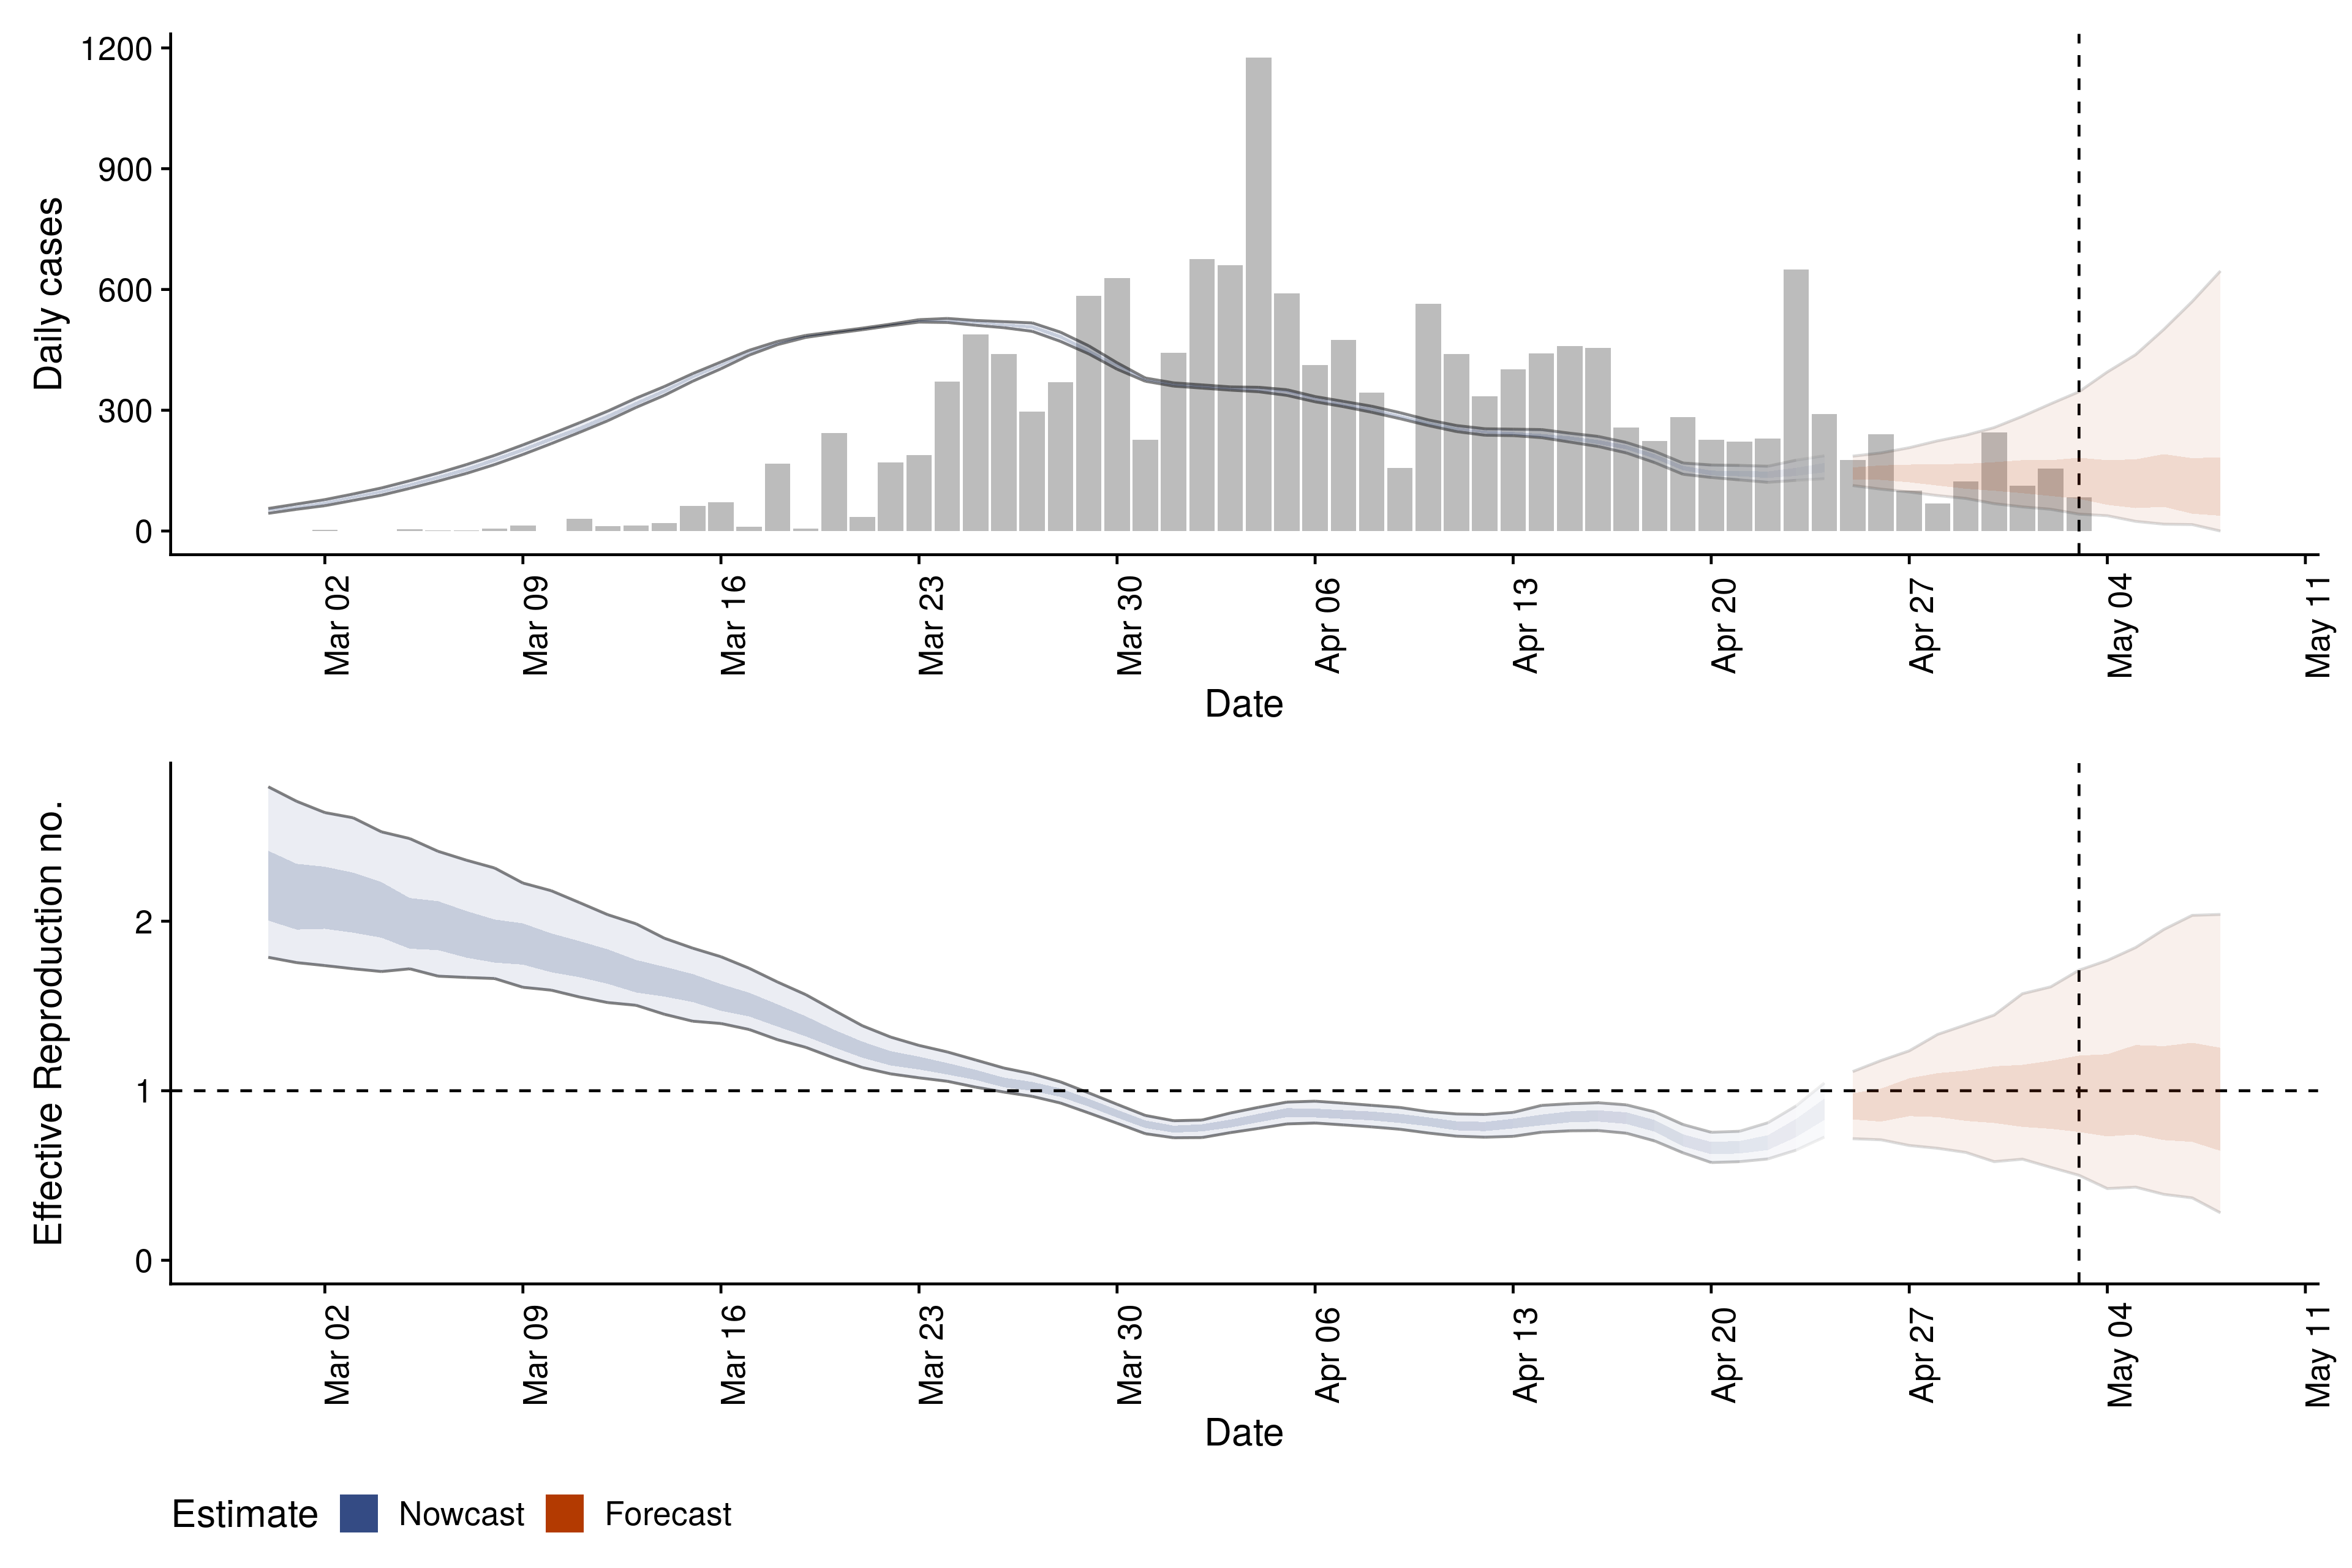 Daily cases
1200
900
600
300
0
Mar 02
Mar 09
Mar 16
Mar 23
Mar 30
Apr 06
Apr 13
Apr 20
Apr 27
May 04
May 11
Date
Effective Reproduction no.
2
1
0
Mar 02
Mar 09
Mar 16
Mar 23
Mar 30
Apr 06
Apr 13
Apr 20
Apr 27
May 04
May 11
Date
Estimate Nowcast Forecast